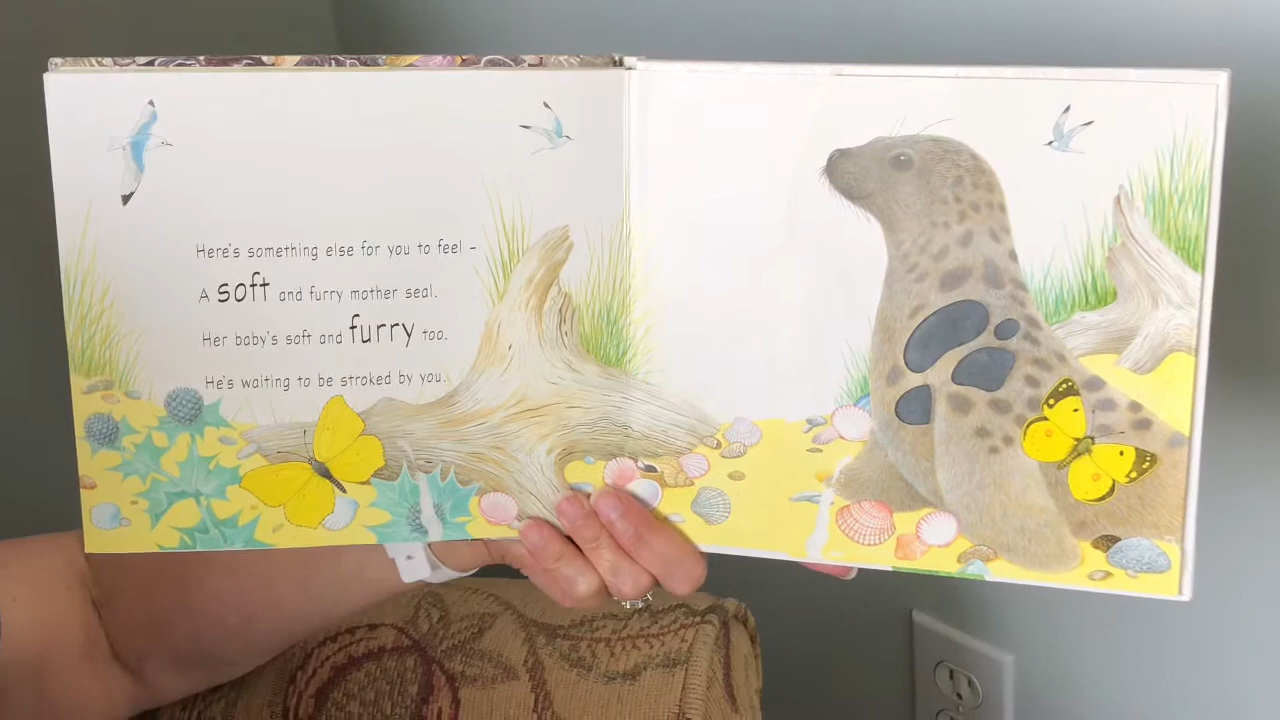 Here's something else for you to feel –
A soft and furry mother seal.
Her baby's soft and furry too.
He's waiting to be stroked by you.